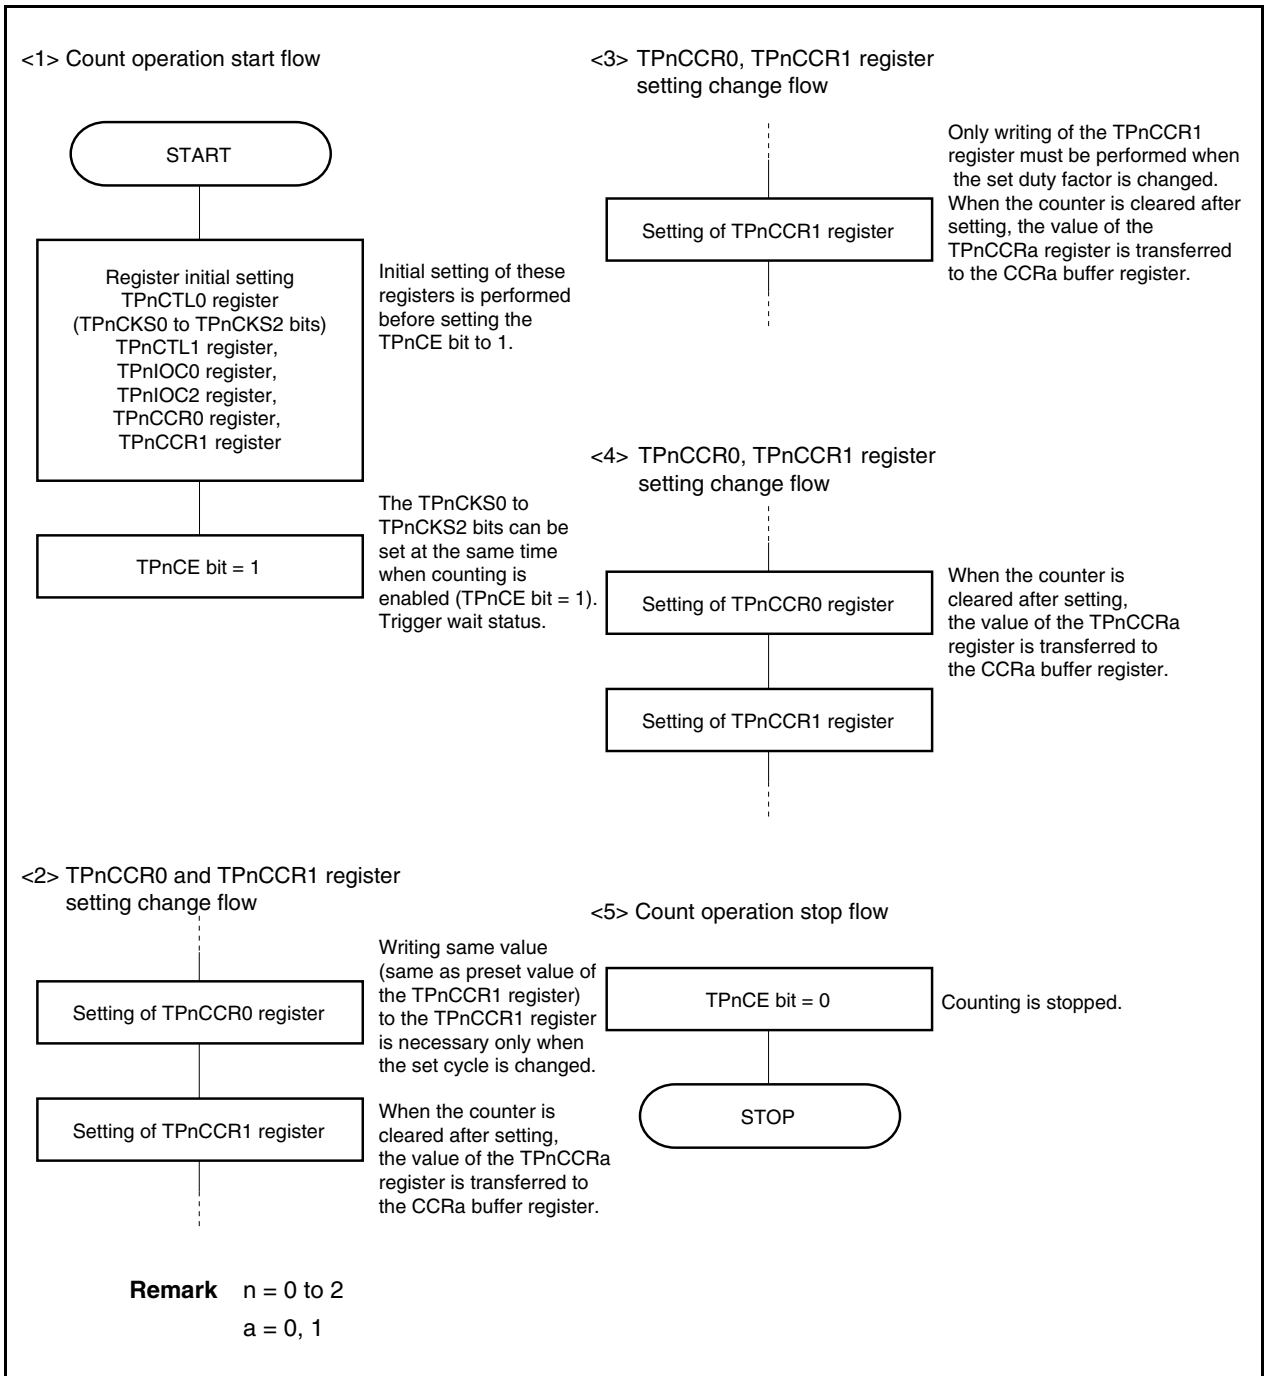 <1> Count operation start flow
START
Register initial setting
TPnCTL0 register
(TPnCKS0 to TPnCKS2 bits)
TPnCTL1 register,
TPnIOC0 register,
TPnIOC2 register,
TPnCCR0 register,
TPnCCR1 register
Initial setting of these
registers is performed
before setting the
TPnCE bit to 1.
TPnCE bit = 1
The TPnCKS0 to
TPnCKS2 bits can be
set at the same time
when counting is
enabled (TPnCE bit = 1).
Trigger wait status.
<2> TPnCCR0 and TPnCCR1 register
setting change flow
Setting of TPnCCR0 register
Writing same value
(same as preset value of
the TPnCCR1 register)
to the TPnCCR1 register
is necessary only when
the set cycle is changed.
Setting of TPnCCR1 register
When the counter is
cleared after setting,
the value of the TPnCCRa
register is transferred to
the CCRa buffer register.
<3> TPnCCR0, TPnCCR1 register
setting change flow
Setting of TPnCCR1 register
Only writing of the TPnCCR1
register must be performed when
the set duty factor is changed.
When the counter is cleared after
setting, the value of the
TPnCCRa register is transferred
to the CCRa buffer register.
<4> TPnCCR0, TPnCCR1 register
setting change flow
Setting of TPnCCR0 register
When the counter is
cleared after setting,
the value of the TPnCCRa
register is transferred to
the CCRa buffer register.
Setting of TPnCCR1 register
<5> Count operation stop flow
TPnCE bit = 0
Counting is stopped.
STOP
Remark n = 0 to 2
a = 0, 1